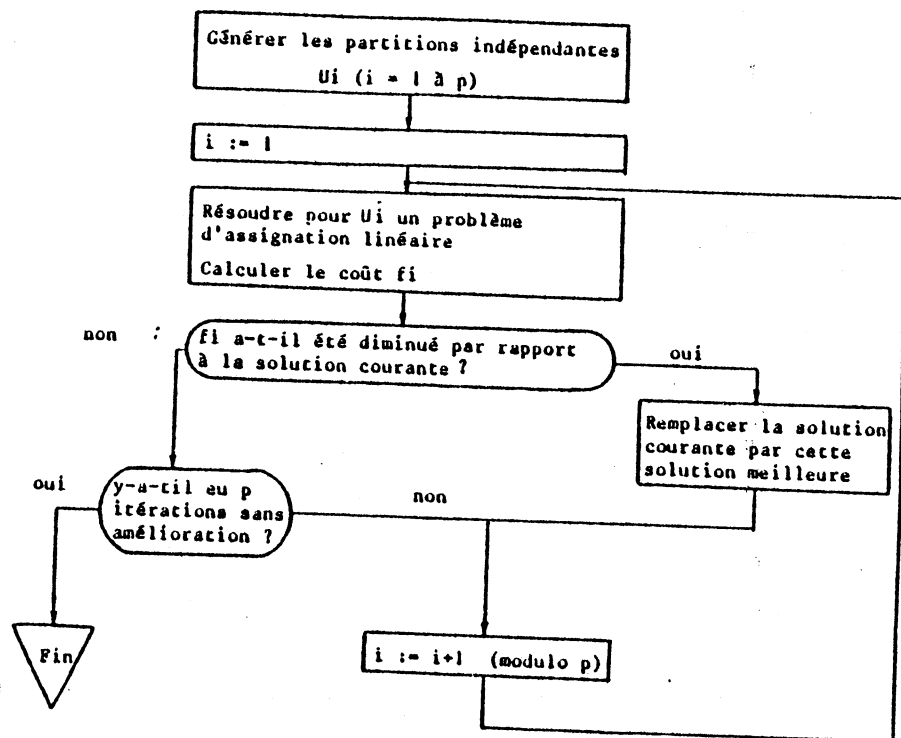 Générer les partitions indépendantes
Ui (i = 1 à p)
i := 1
Résoudre pour Ui un problème
d'assignation linéaire
Calculer le coût fi
non :
fi a-t-il été diminué par rapport
à la solution courante ?
oui
Remplacer la solution
courante par cette
solution meilleure
oui
y-a-til eu p
itérations sans
amélioration ?
non
Fin
i := i+1 (modulo p)